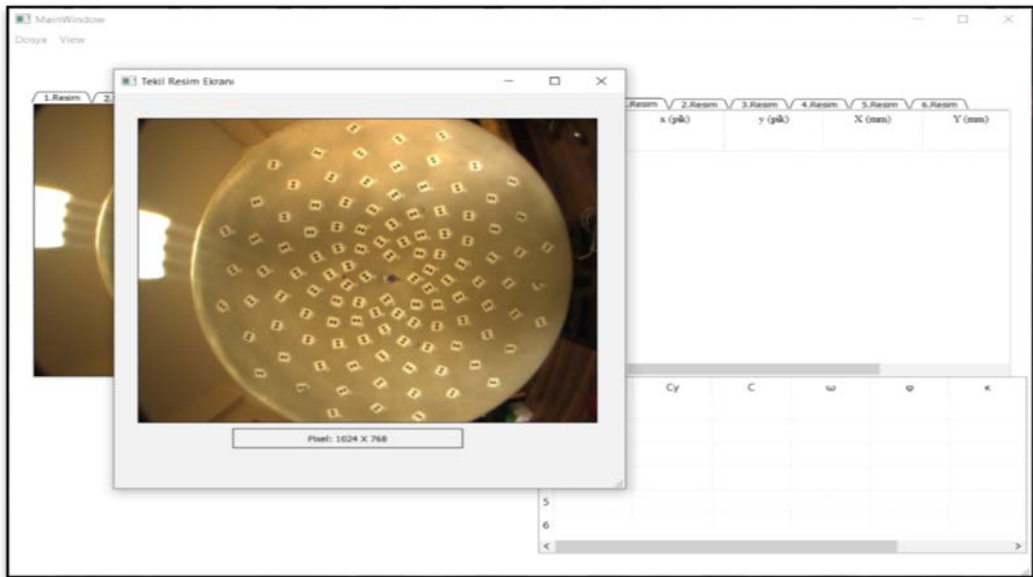 MainWindow
Dosya View
Tekil Resim Ekranı
1.Resim 2.
.Resim 2.Resim 3.Resim 4.Resim 5.Resim 6.Resim
x (pik) y (pik) X (mm) Y (mm)
Cy C ω φ κ
Pixel: 1024 X 768
5
6